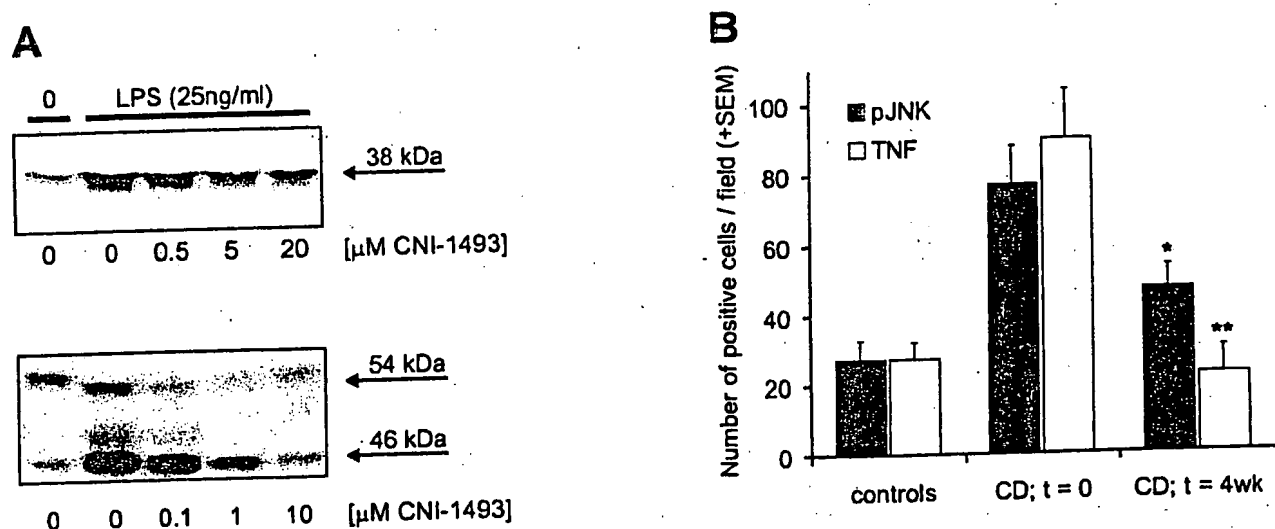 A
0 LPS (25ng/ml)
38 kDa
0 0 0.5 5 20 [µM CNI-1493]
54 kDa
46 kDa
0 0 0.1 1 10 [µM CNI-1493]
B
Number of positive cells / field (+SEM)
100
80
60
40
20
0
pJNK
TNF
*
**
controls CD; t = 0 CD; t = 4wk